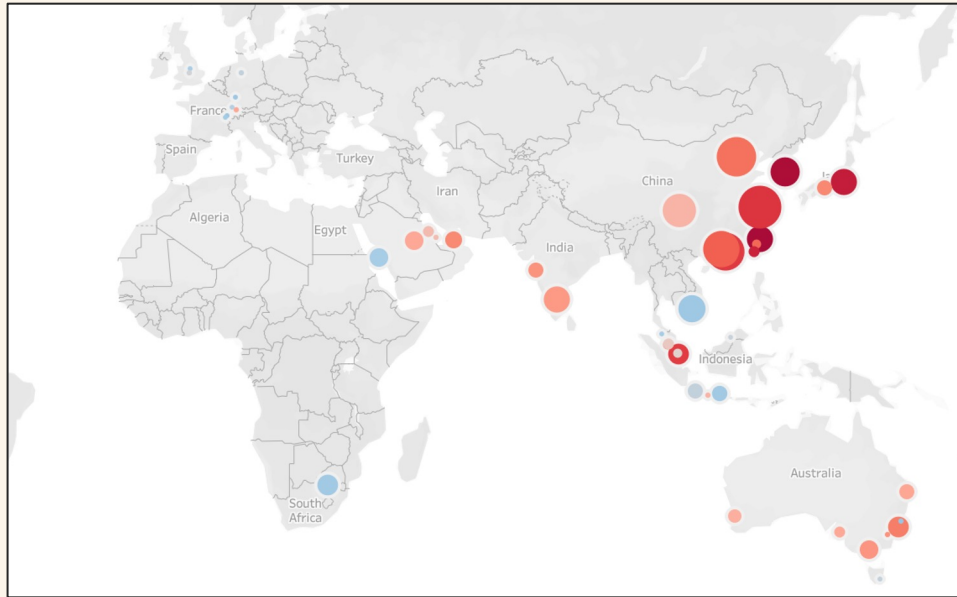 France
Spain
Turkey
China
Iran
Algeria
Egypt
India
Indonesia
Australia
South
Africa